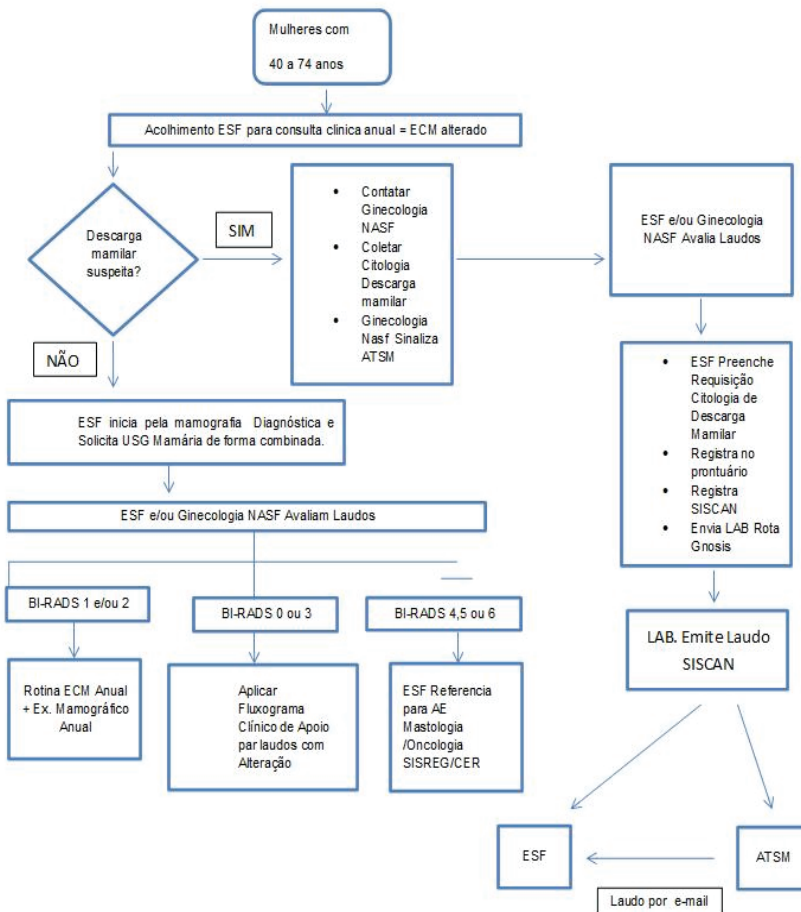 Mulheres com
40 a 74 anos
Acolhimento ESF para consulta clinica anual = ECM alterado
Descarga
mamilar
suspeita?
SIM
• Contatar
Ginecologia
NASF
• Coletar
Citologia
Descarga
mamilar
• Ginecologia
Nasf Sinaliza
ATSM
ESF e/ou Ginecologia
NASF Avalia Laudos
NÃO
ESF inicia pela mamografia Diagnóstica e
Solicita USG Mamária de forma combinada.
• ESF Preenche
Requisição
Citologia de
Descarga
Mamilar
• Registra no
prontuário
• Registra
SISCAN
• Envia LAB Rota
Gnosis
ESF e/ou Ginecologia NASF Avaliam Laudos
BI-RADS 1 e/ou 2
BI-RADS 0 ou 3
BI-RADS 4,5 ou 6
Rotina ECM Anual
+ Ex. Mamográfico
Anual
Aplicar
Fluxograma
Clínico de Apoio
par laudos com
Alteração
ESF Referencia
para AE
Mastologia
/Oncologia
SISREG/CER
LAB. Emite Laudo
SISCAN
ESF
ATSM
Laudo por e-mail